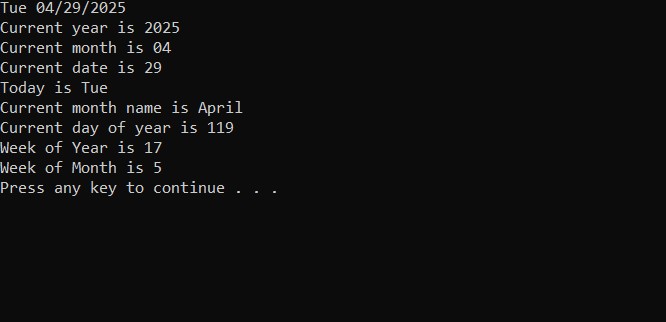 Tue 04/29/2025
Current year is 2025
Current month is 04
Current date is 29
Today is Tue
Current month name is April
Current day of year is 119
Week of Year is 17
Week of Month is 5
Press any key to continue . . .